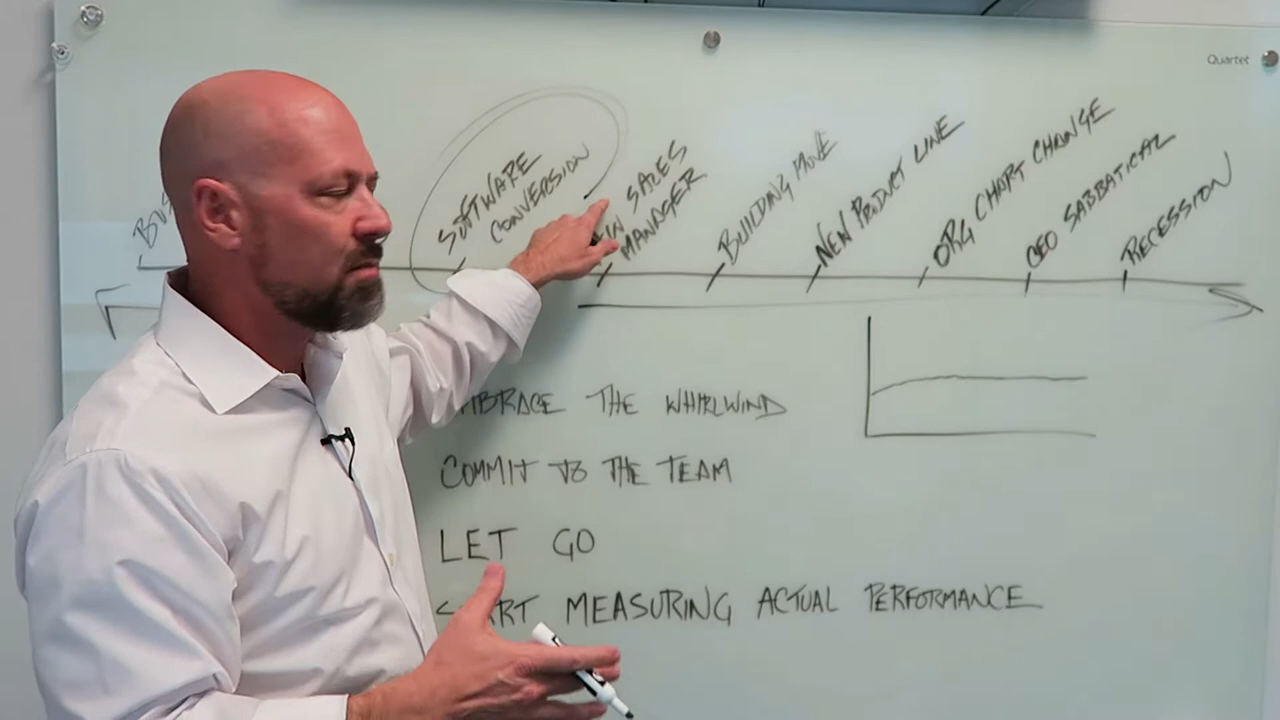 Quartet
SOFTWARE
CONVERSION
SALES
MANAGER
BUILDING MOVE
NEW PRODUCT LINE
ORG CHART CHANGE
CEO SABBATICAL
RECESSION
THE WHIRLWIND
COMMIT TO THE TEAM
LET GO
MEASURING ACTUAL PERFORMANCE